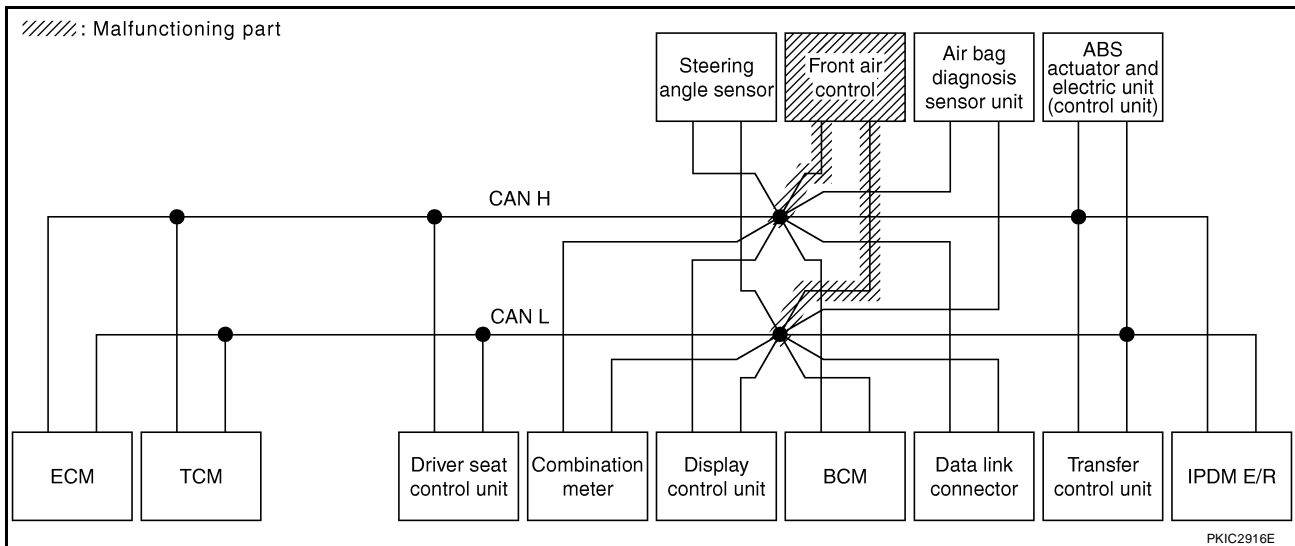 : Malfunctioning part
Steering
angle sensor
Front air
control
Air bag
diagnosis
sensor unit
ABS
actuator and
electric unit
(control unit)
CAN H
CAN L
ECM
TCM
Driver seat
control unit
Combination
meter
Display
control unit
BCM
Data link
connector
Transfer
control unit
IPDM E/R
PKIC2916E